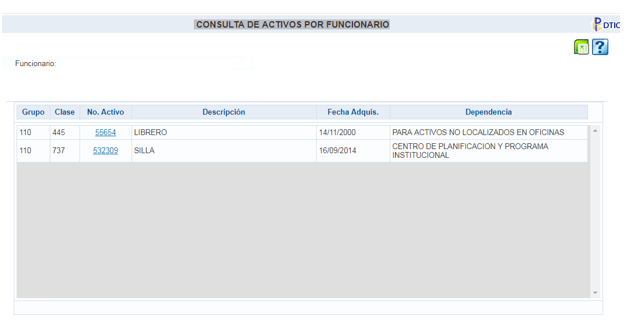 CONSULTA DE ACTIVOS POR FUNCIONARIO
DTIC
?
Funcionario:
Grupo Clase No. Activo Descripción Fecha Adquis. Dependencia
110 445 55654 LIBRERO 14/11/2000 PARA ACTIVOS NO LOCALIZADOS EN OFICINAS
110 737 532309 SILLA 16/09/2014 CENTRO DE PLANIFICACION Y PROGRAMA
INSTITUCIONAL